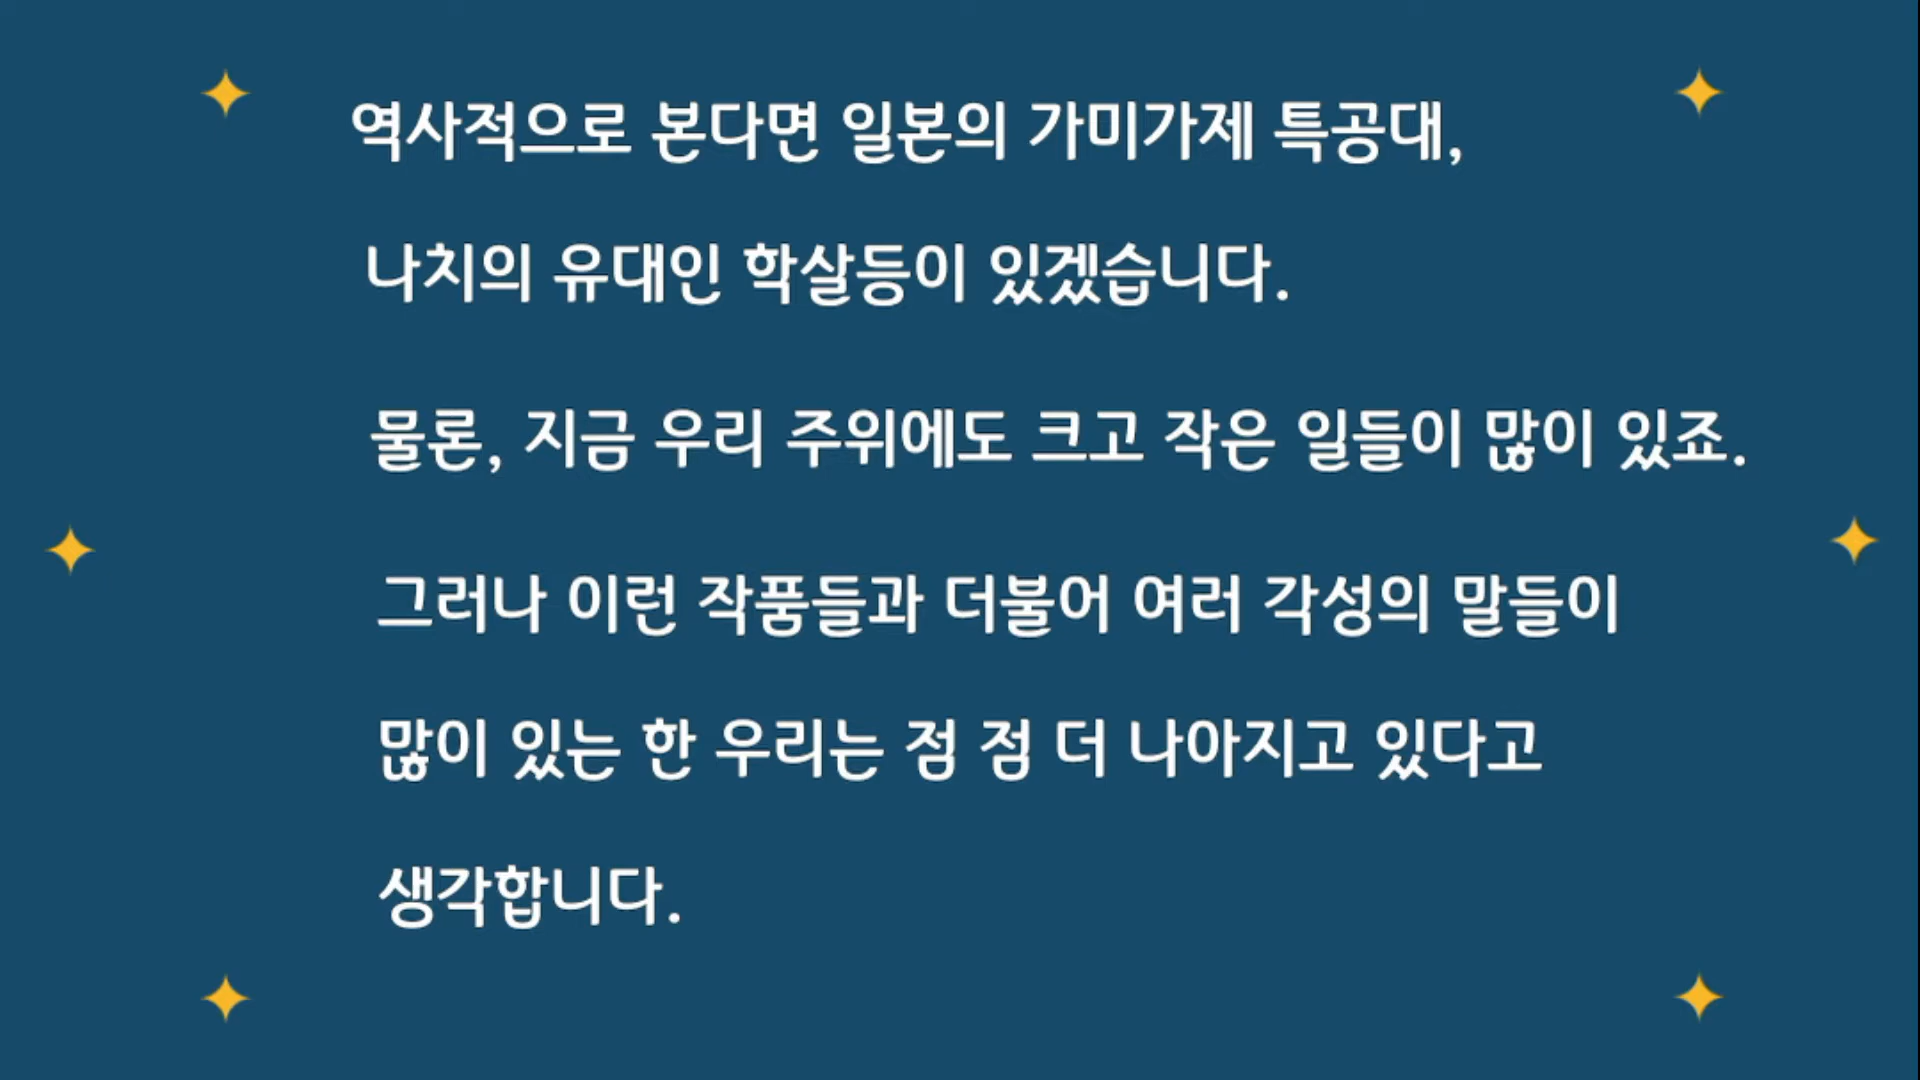 역사적으로 본다면 일본의 가미가제 특공대,
나치의 유대인 학살등이 있겠습니다.
물론, 지금 우리 주위에도 크고 작은 일들이 많이 있죠.
그러나 이런 작품들과 더불어 여러 각성의 말들이
많이 있는 한 우리는 점 점 더 나아지고 있다고
생각합니다.